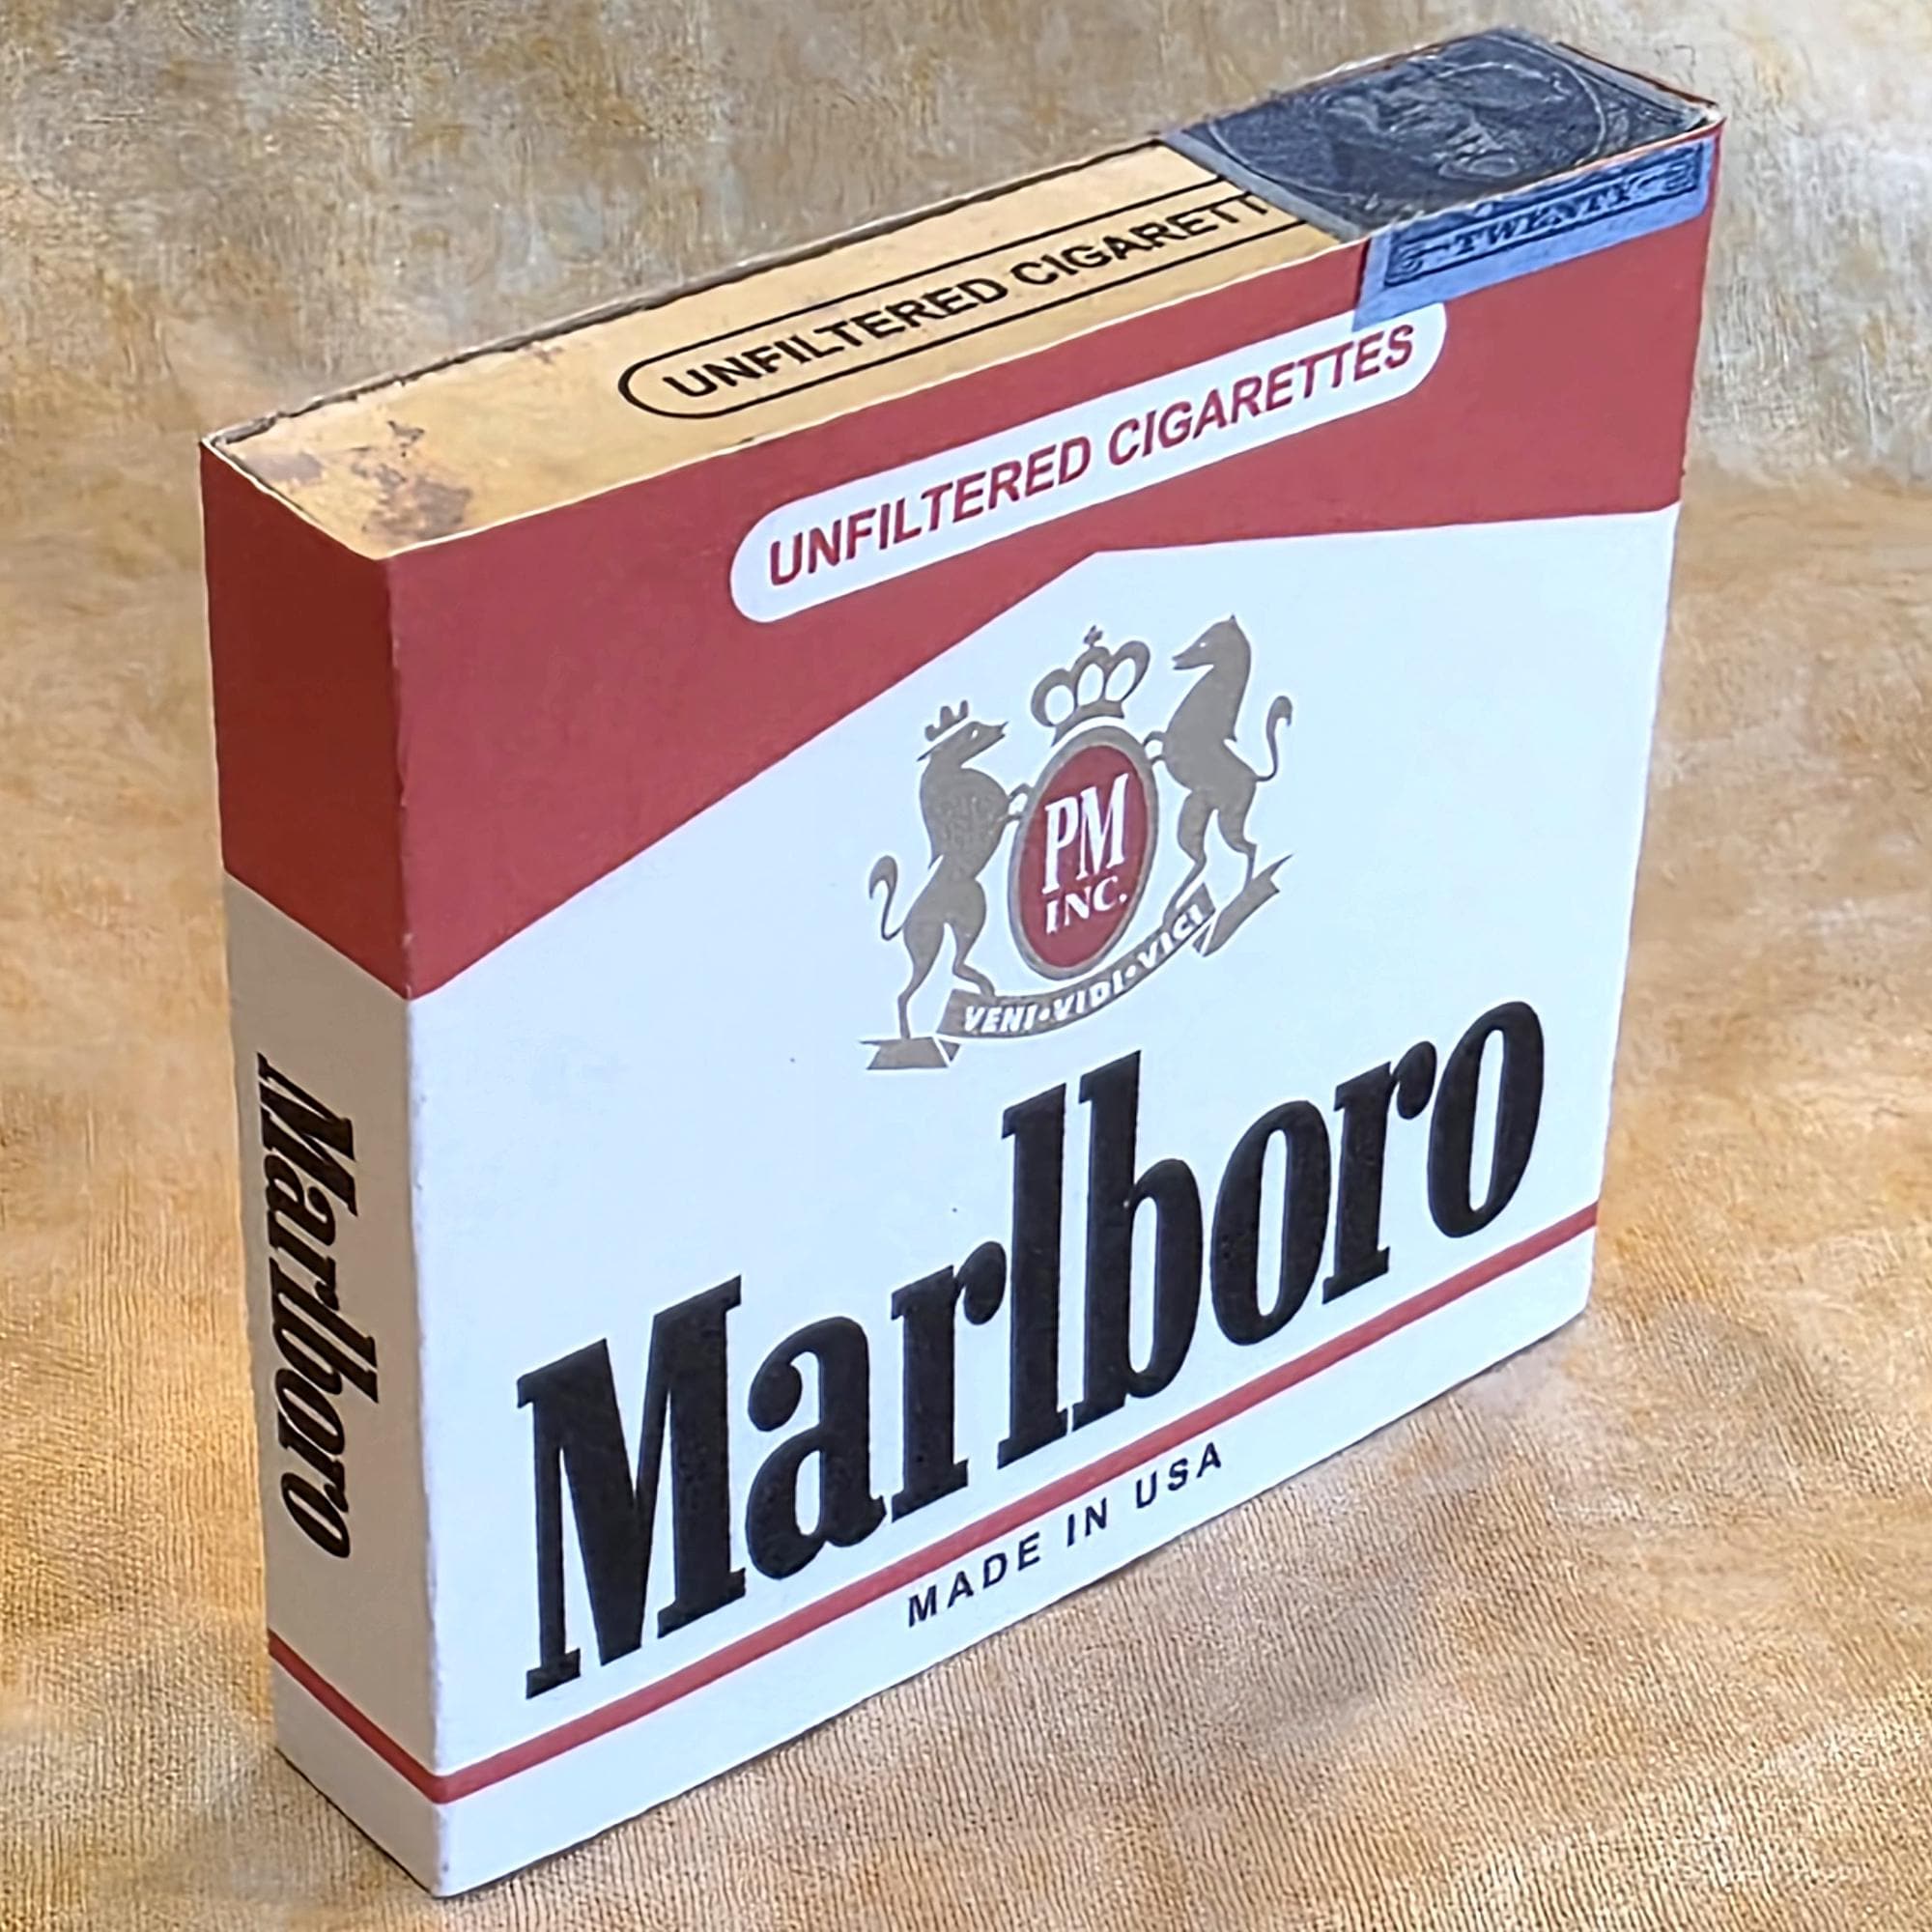 UNFILTERED CIGARETT
TWENTY
UNFILTERED CIGARETTES
PM
INC.
VENI•VIDI•VICI
Marlboro
Marlboro
MADE IN USA